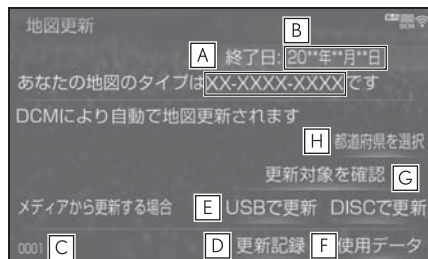 地図更新
DCM
B
A 終了日: 20**年**月**日
あなたの地図のタイプはXX-XXXX-XXXXです
DCMにより自動で地図更新されます
H 都道府県を選択
更新対象を確認 G
メディアから更新する場合 E USBで更新 DISCで更新
0001 C D 更新記録 F 使用データ